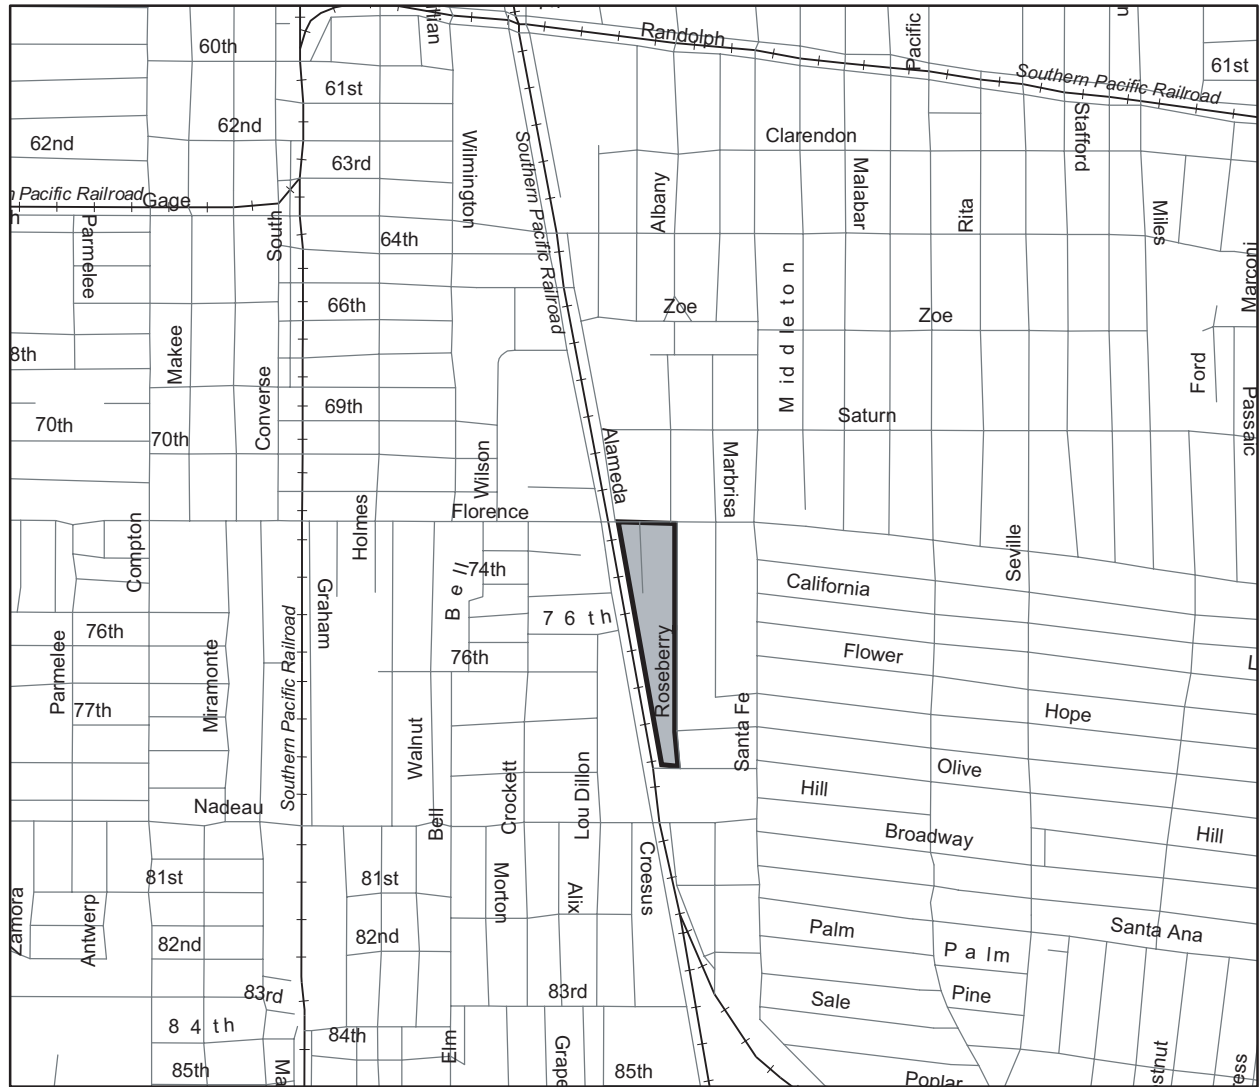 60th
Randolph
Pacific
61st
Southern Pacific Railroad
61st
62nd
62nd
63rd
Clarendon
Stafford
Wilmington
Southern Pacific Railroad
Pacific Railroad
Gage
South
Parmelee
64th
Albany
Malabar
Rita
Miles
Marconi
66th
Zoe
Middleton
Zoe
8th
Makee
Ford
Converse
69th
Saturn
70th
70th
Passaic
Alameda
Wilson
Marbrisa
Florence
Holmes
Compton
Seville
74th
Bell
California
Graham
76th
76th
Parmelee
Miramonte
76th
Roseberry
Flower
L
77th
Southern Pacific Railroad
Walnut
Santa Fe
Hope
Crockett
Lou Dillon
Olive
Hill
Nadeau
Bell
Broadway
Hill
81st
81st
Croesus
Zamora
Antwerp
Morton
Alix
82nd
82nd
Palm
Palm
Santa Ana
83rd
83rd
Sale
Pine
84th
84th
Elm
Grape
85th
Ma
85th
Poplar
stnut
ess